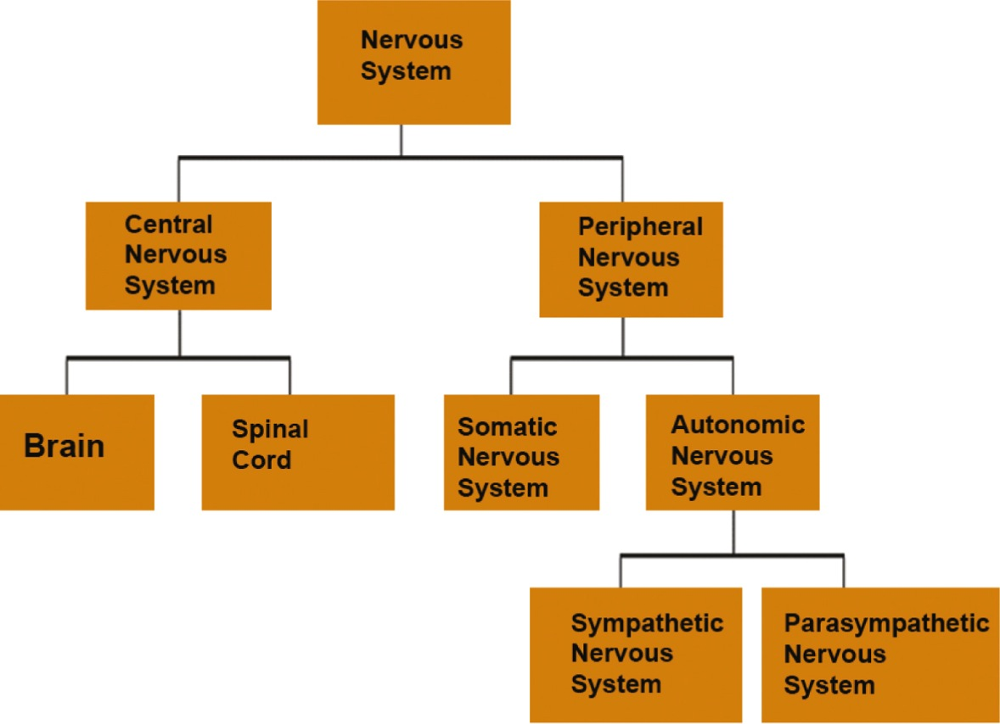 Nervous
System
Central
Nervous
System
Peripheral
Nervous
System
Brain
Spinal
Cord
Somatic
Nervous
System
Autonomic
Nervous
System
Sympathetic
Nervous
System
Parasympathetic
Nervous
System